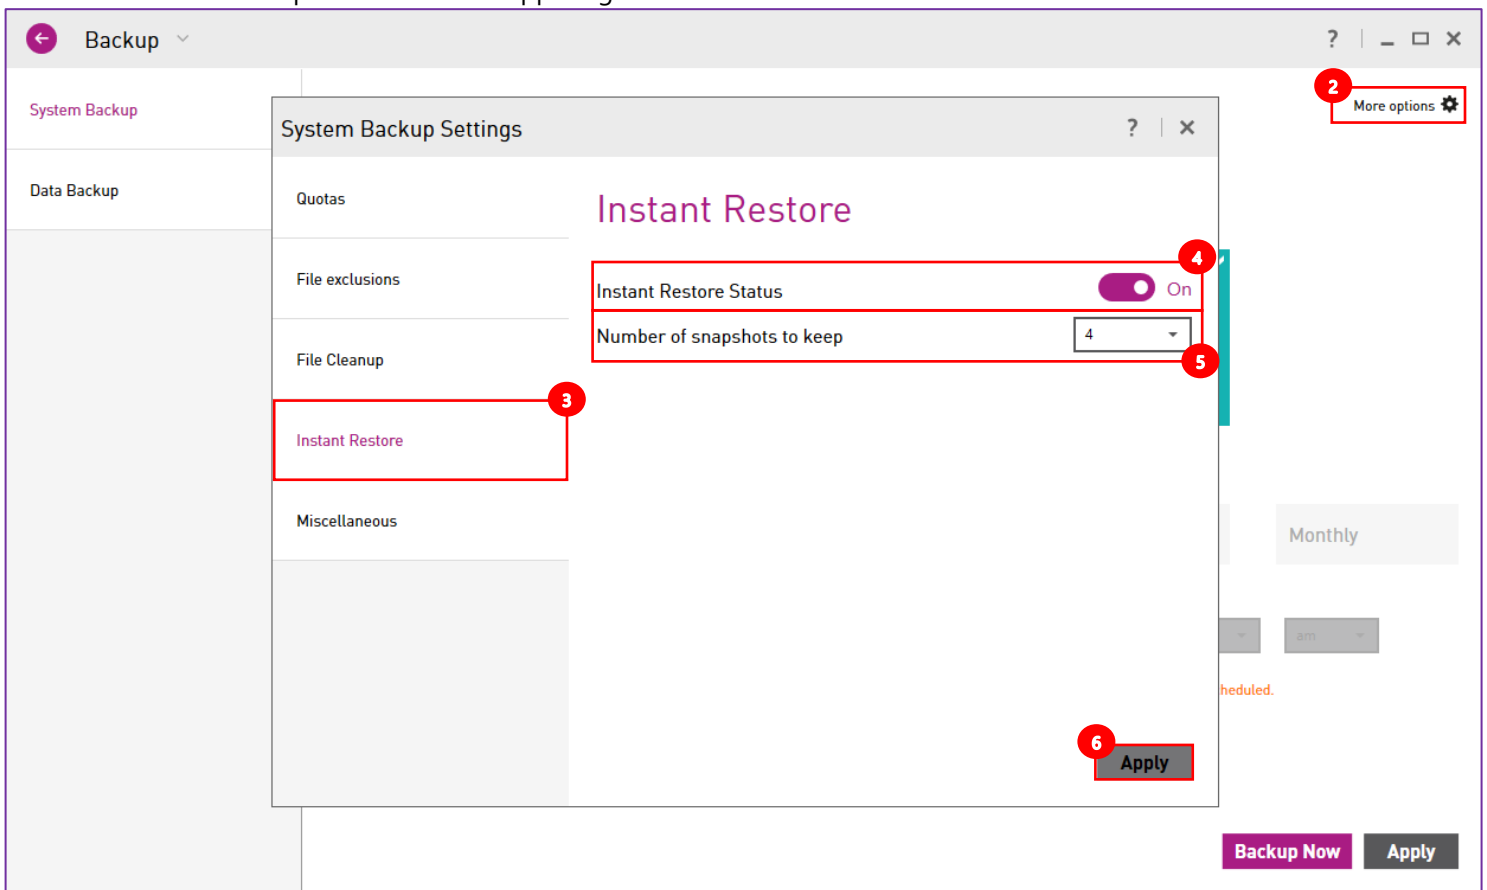 Backup
?
System Backup
2
More options
System Backup Settings
?
Data Backup
Quotas
Instant Restore
4
File exclusions
Instant Restore Status
On
Number of snapshots to keep
4
5
File Cleanup
3
Instant Restore
Miscellaneous
Monthly
am
heduled.
6
Apply
Backup Now
Apply